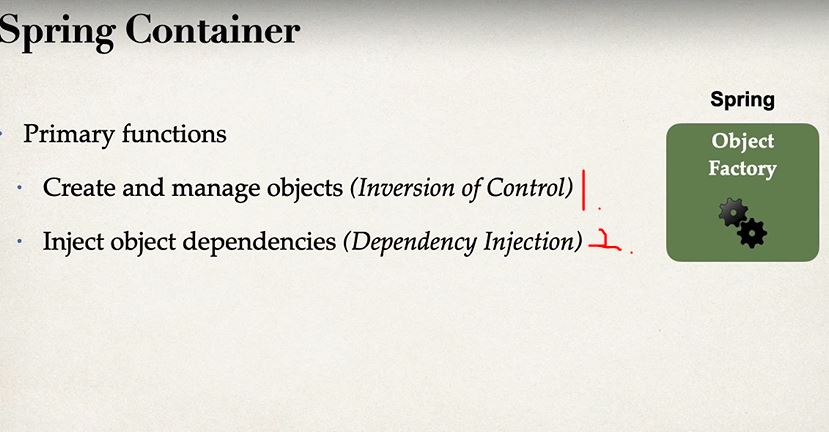 Spring Container
Spring
Primary functions
Object
Factory
Create and manage objects (Inversion of Control) 1.
Inject object dependencies (Dependency Injection) 2.